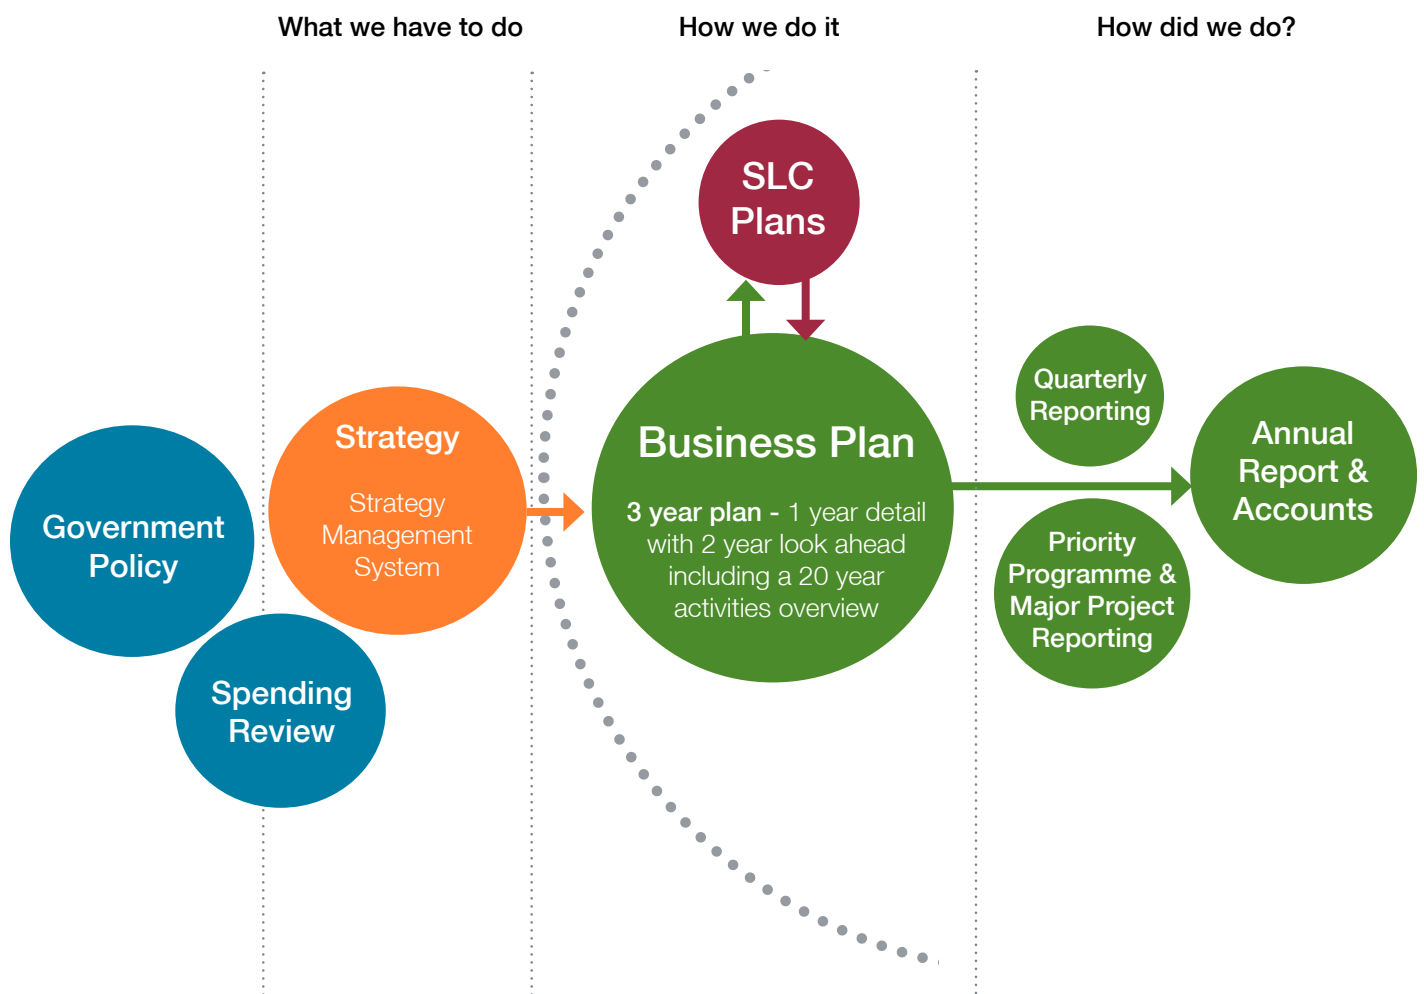 What we have to do
How we do it
How did we do?
Government
Policy
Spending
Review
Strategy
Strategy
Management
System
SLC
Plans
Business Plan
3 year plan - 1 year detail
with 2 year look ahead
including a 20 year
activities overview
Quarterly
Reporting
Priority
Programme &
Major Project
Reporting
Annual
Report &
Accounts